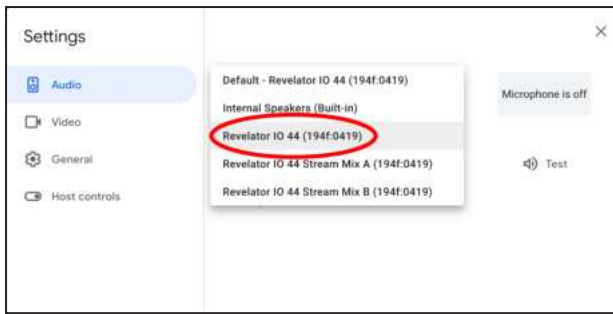 Settings
Audio
Video
General
Host controls
Default - Revelator IO 44 (194f:0419)
Internal Speakers (Built-in)
Revelator IO 44 (194f:0419)
Revelator IO 44 Stream Mix A (194f:0419)
Revelator IO 44 Stream Mix B (194f:0419)
Microphone is off
Test